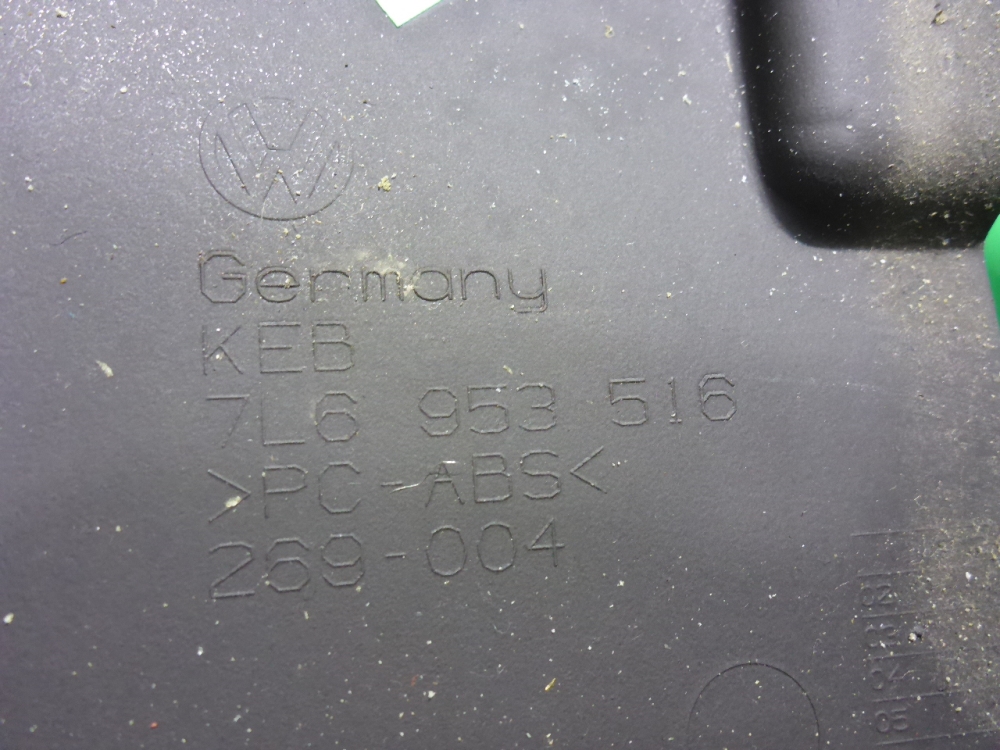 Germany
KEB
7L6 953 516
>PC-ABS<
269-004